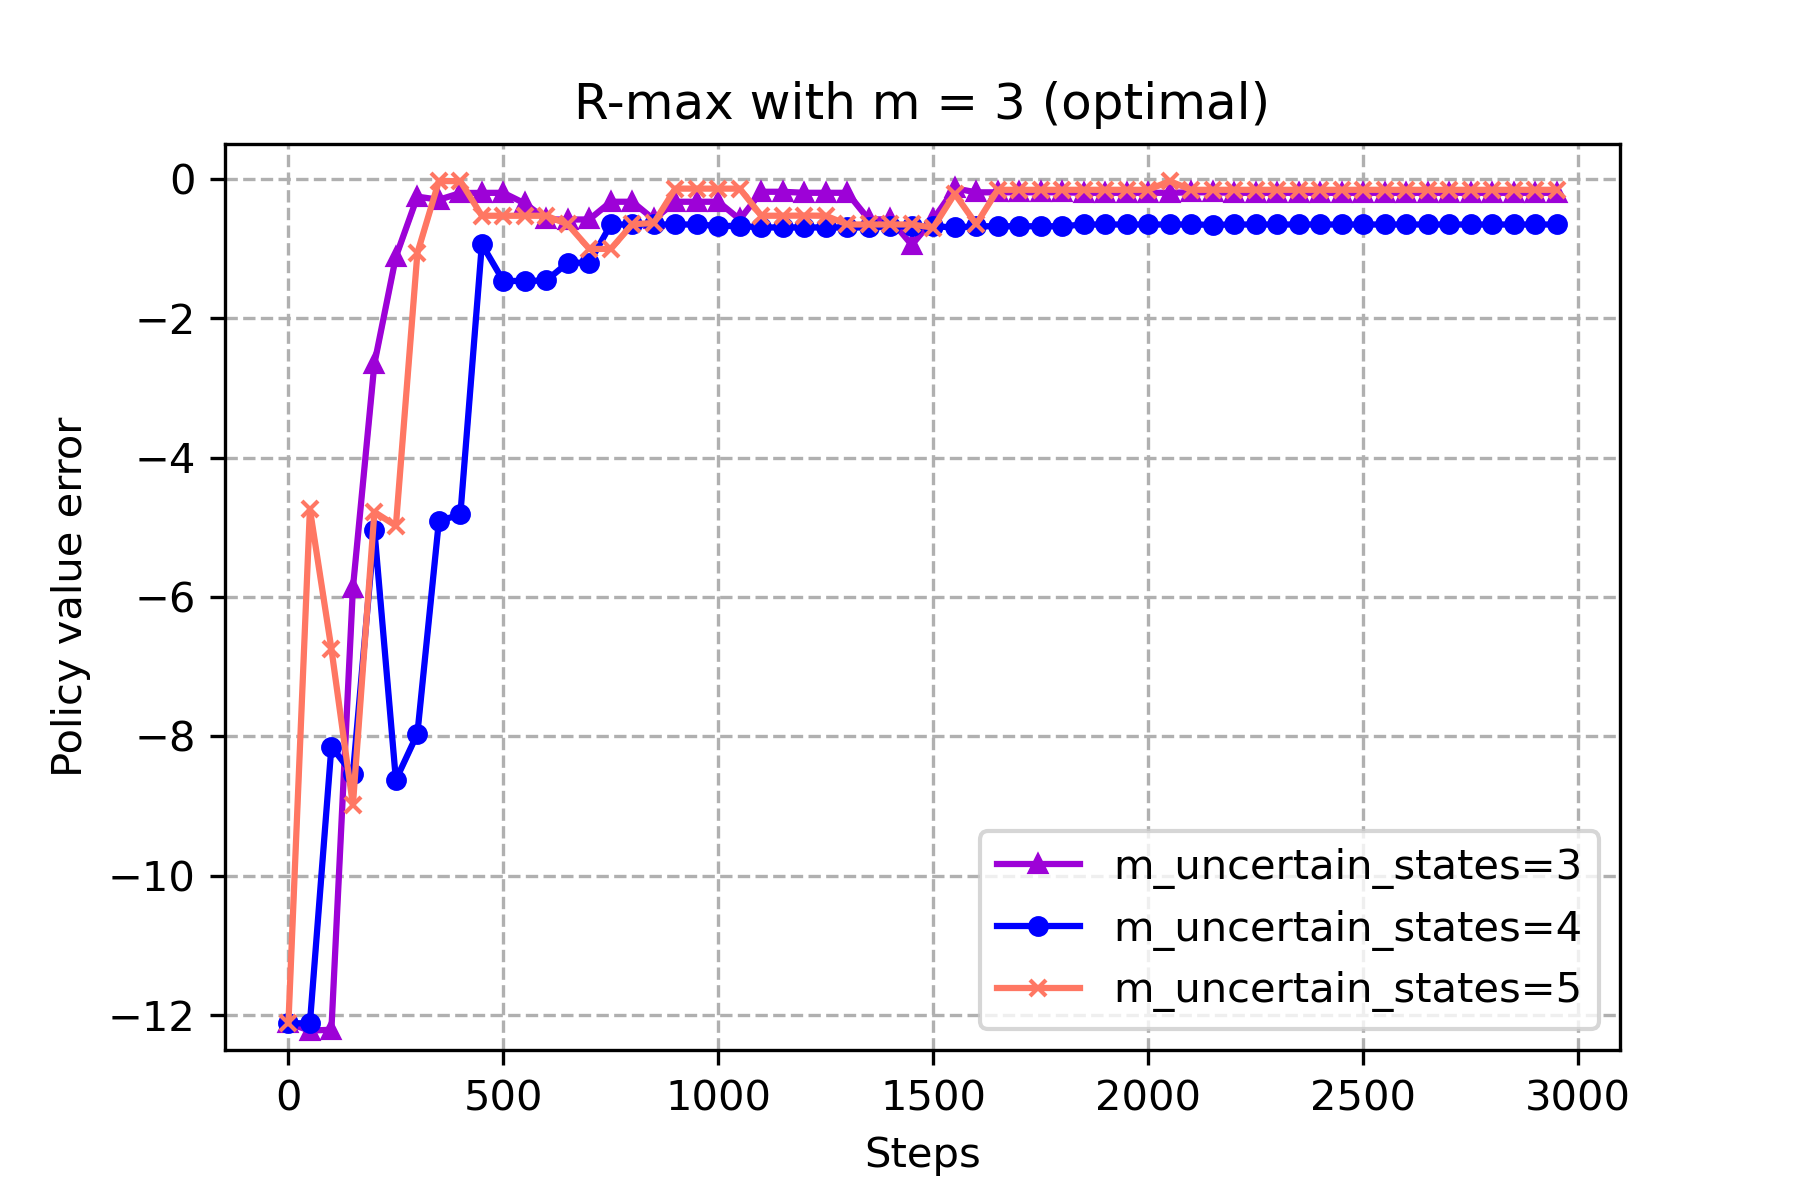 R-max with m = 3 (optimal)
Policy value error
0
−2
−4
−6
−8
−10
−12
m_uncertain_states=3
m_uncertain_states=4
m_uncertain_states=5
0 500 1000 1500 2000 2500 3000
Steps